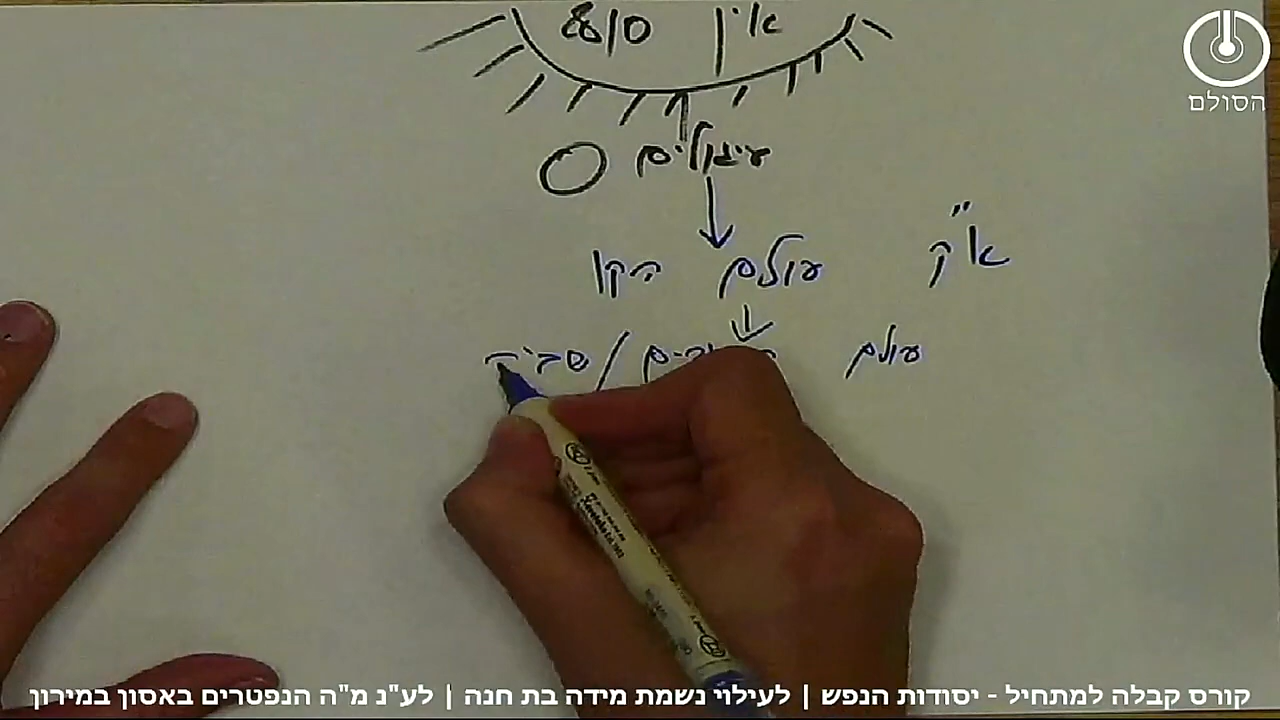 אין סוף
עיגולים
א"ק עולם הקו
עולם / שביר
הסולם
קורס קבלה למתחיל - יסודות הנפש | לעילוי נשמת מידה בת חנה | לע"נ מ"ה הנפטרים באסון במירון